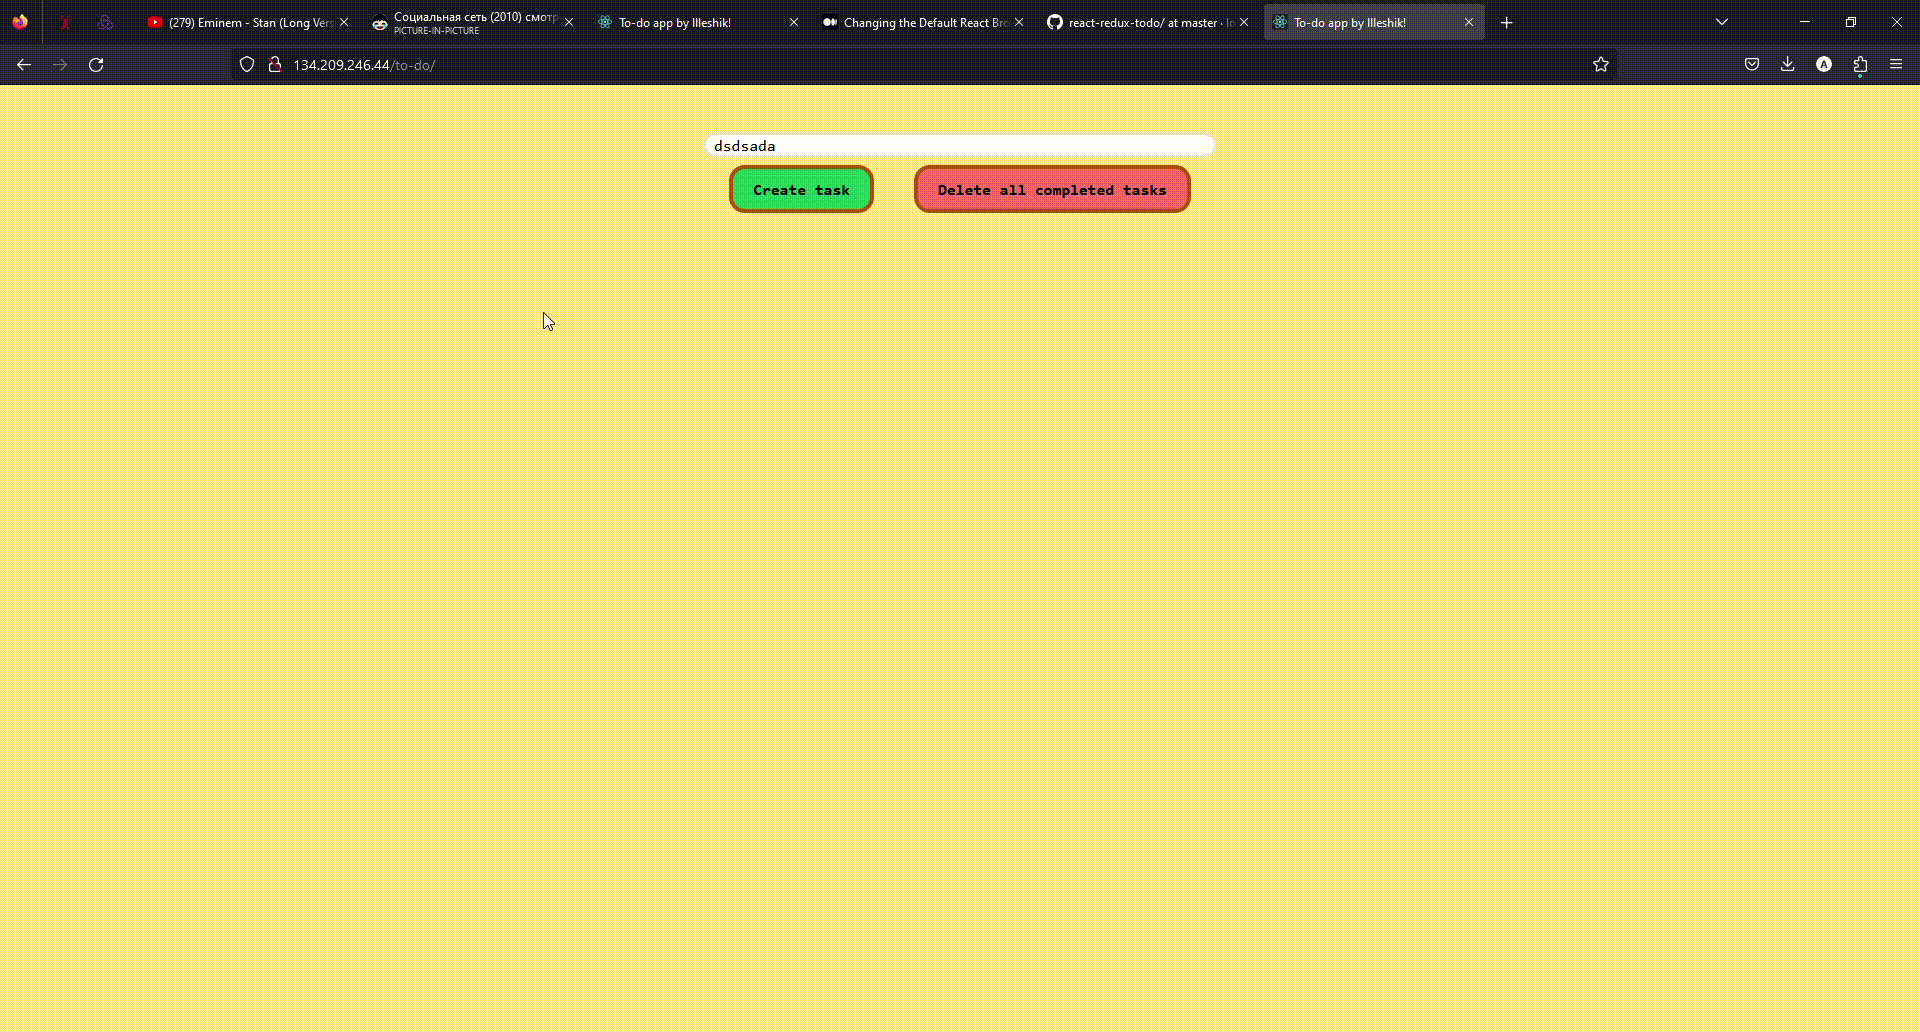 (279) Eminem - Stan (Long Vers
Социальная сеть (2010) смотр
PICTURE-IN-PICTURE
To-do app by Illeshik!
Changing the Default React Bro
react-redux-todo/ at master · lo
To-do app by Illeshik!
134.209.246.44/to-do/
A
dsdsada
Create task
Delete all completed tasks